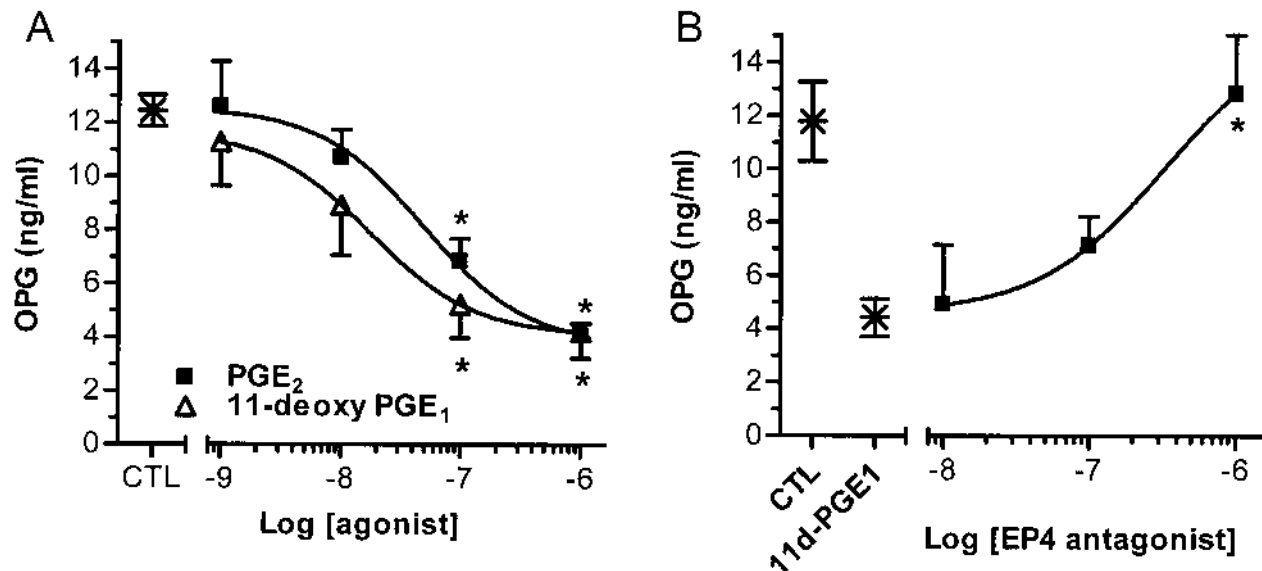 A
OPG (ng/ml)
14
12
10
8
6
4
2
0
*
*
*
*
PGE₂
11-deoxy PGE₁
CTL
-9
-8
-7
-6
Log [agonist]
B
OPG (ng/ml)
14
12
10
8
6
4
2
0
*
CTL
11d-PGE1
-8
-7
-6
Log [EP4 antagonist]